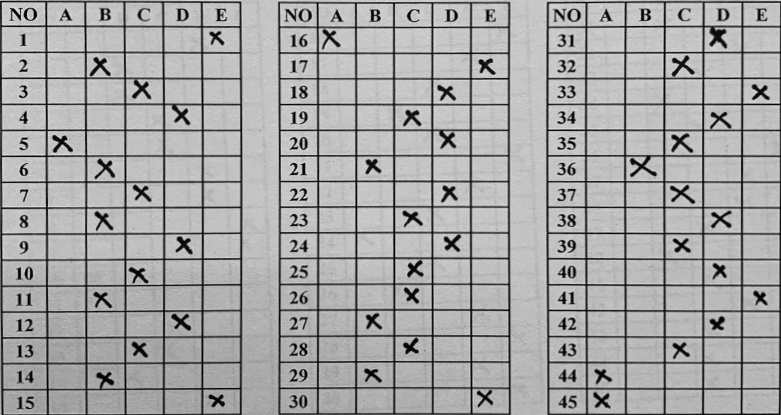 NO A B C D E NO A B C D E NO A B C D E
1 X 16 X 31 X
2 X 17 X 32 X
3 X 18 X 33 X
4 X 19 X 34 X
5 X 20 X 35 X
6 X 21 X 36 X
7 X 22 X 37 X
8 X 23 X 38 X
9 X 24 X 39 X
10 X 25 X 40 X
11 X 26 X 41 X
12 X 27 X 42 X
13 X 28 X 43 X
14 X 29 X 44 X
15 X 30 X 45 X